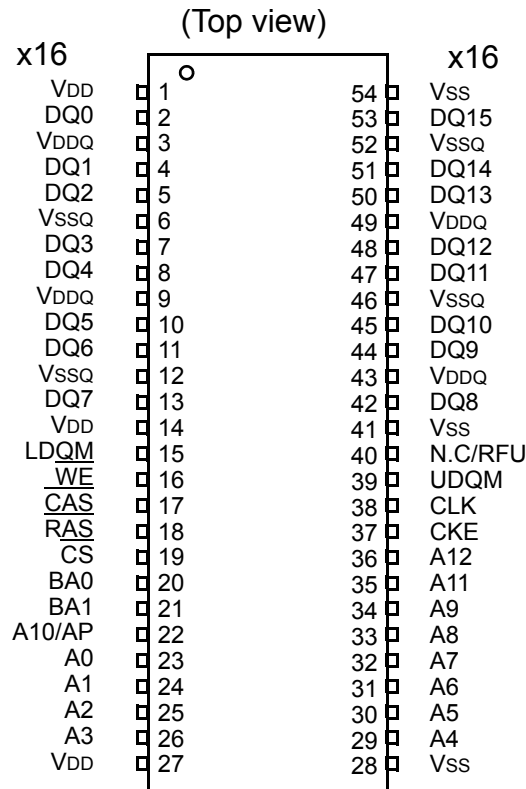 (Top view)
x16 x16
VDD 1 54 VSS
DQ0 2 53 DQ15
VDDQ 3 52 VSSQ
DQ1 4 51 DQ14
DQ2 5 50 DQ13
VSSQ 6 49 VDDQ
DQ3 7 48 DQ12
DQ4 8 47 DQ11
VDDQ 9 46 VSSQ
DQ5 10 45 DQ10
DQ6 11 44 DQ9
VSSQ 12 43 VDDQ
DQ7 13 42 DQ8
VDD 14 41 VSS
LDQM 15 40 N.C/RFU
WE 16 39 UDQM
CAS 17 38 CLK
RAS 18 37 CKE
CS 19 36 A12
BA0 20 35 A11
BA1 21 34 A9
A10/AP 22 33 A8
A0 23 32 A7
A1 24 31 A6
A2 25 30 A5
A3 26 29 A4
VDD 27 28 VSS